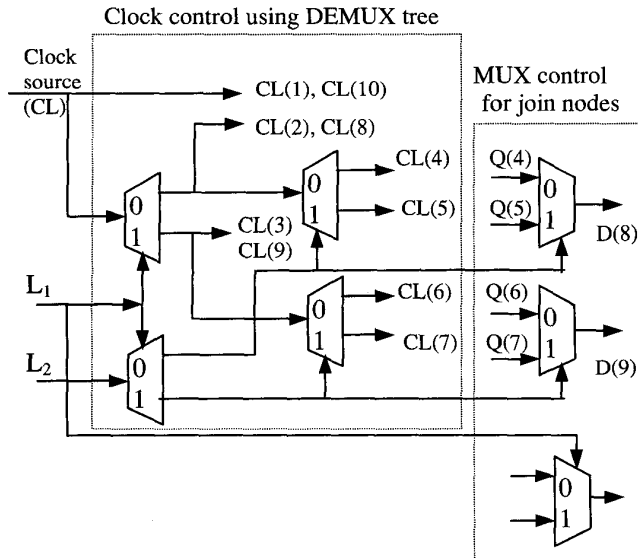 Clock control using DEMUX tree
Clock
source
(CL)
CL(1), CL(10)
CL(2), CL(8)
MUX control
for join nodes
0
1
CL(3)
CL(9)
0
1
CL(4)
CL(5)
Q(4)
Q(5)
0
1
D(8)
L1
L2
0
1
0
1
CL(6)
CL(7)
Q(6)
Q(7)
0
1
D(9)
0
1